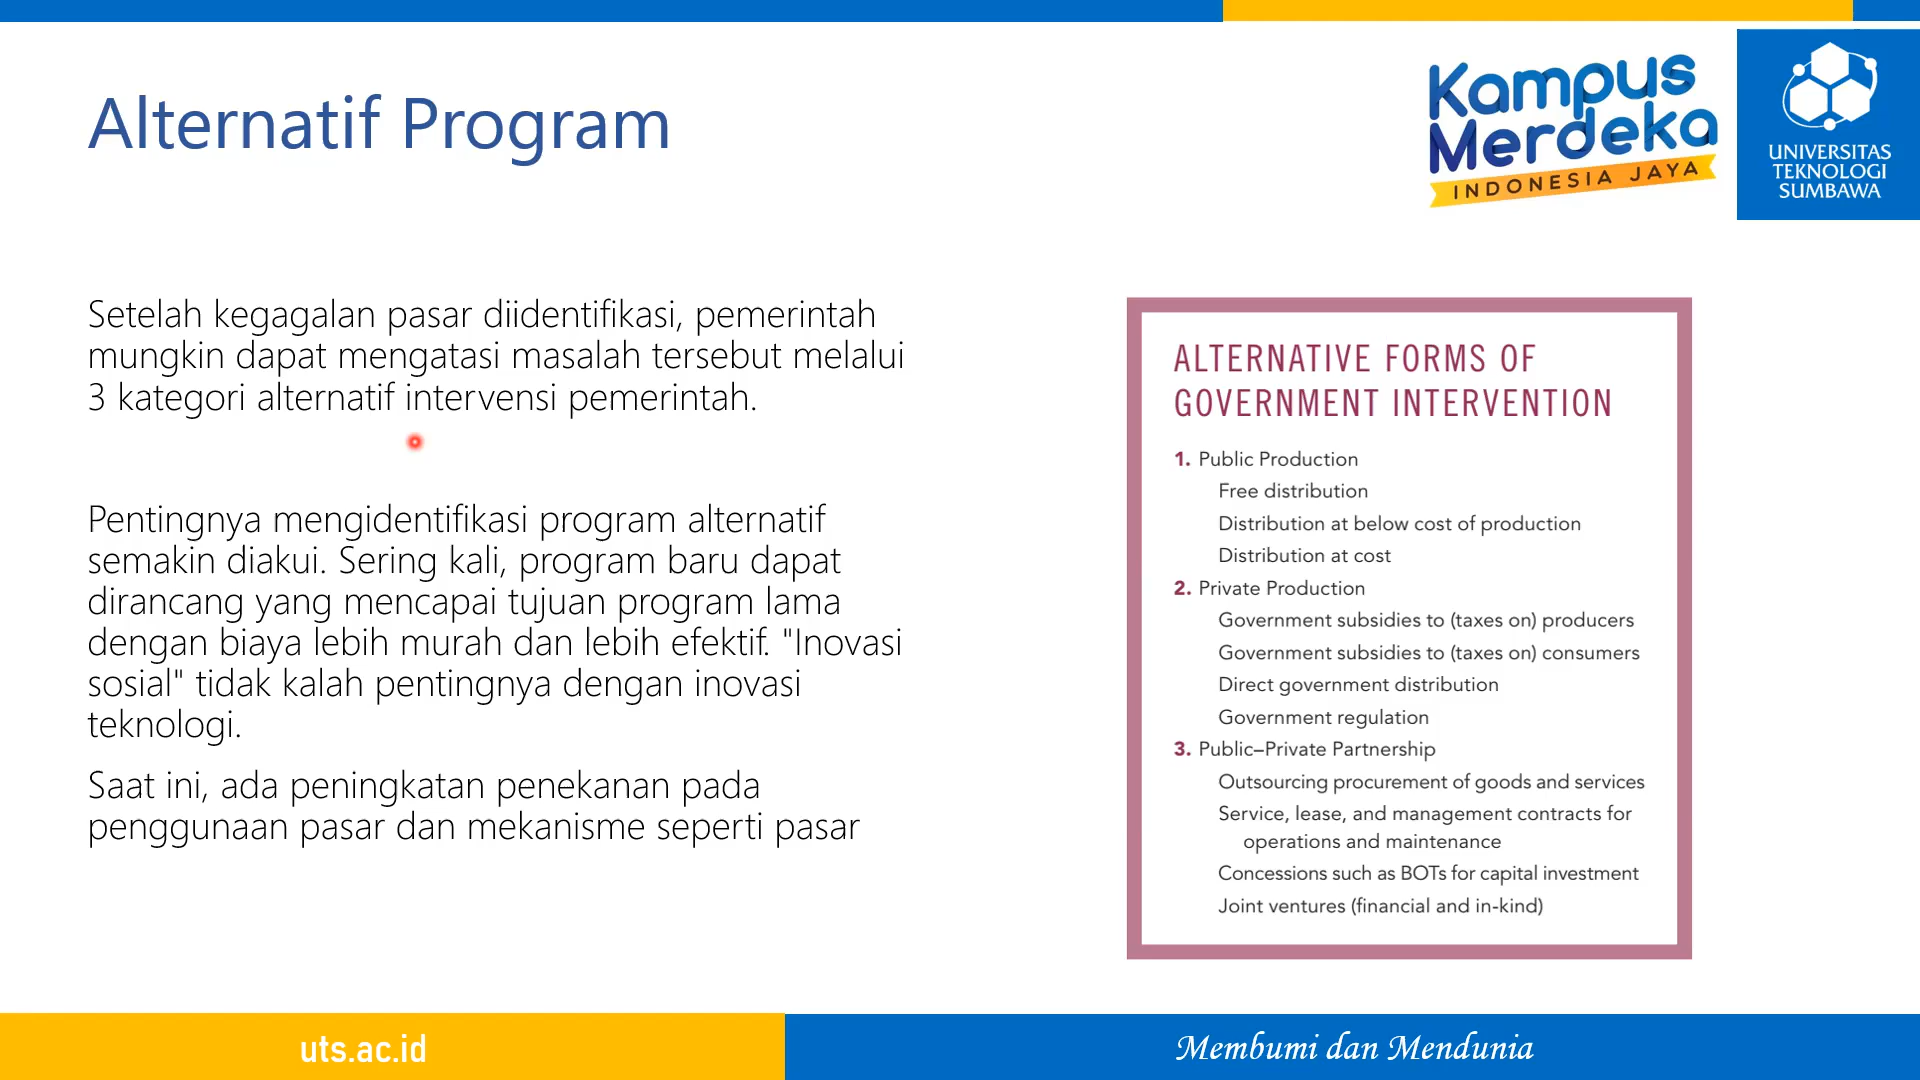 Alternatif Program
Kampus
Merdeka
INDONESIA JAYA
UNIVERSITAS
TEKNOLOGI
SUMBAWA
Setelah kegagalan pasar diidentifikasi, pemerintah
mungkin dapat mengatasi masalah tersebut melalui
3 kategori alternatif intervensi pemerintah.
Pentingnya mengidentifikasi program alternatif
semakin diakui. Sering kali, program baru dapat
dirancang yang mencapai tujuan program lama
dengan biaya lebih murah dan lebih efektif. "Inovasi
sosial" tidak kalah pentingnya dengan inovasi
teknologi.
Saat ini, ada peningkatan penekanan pada
penggunaan pasar dan mekanisme seperti pasar
ALTERNATIVE FORMS OF
GOVERNMENT INTERVENTION
1. Public Production
Free distribution
Distribution at below cost of production
Distribution at cost
2. Private Production
Government subsidies to (taxes on) producers
Government subsidies to (taxes on) consumers
Direct government distribution
Government regulation
3. Public–Private Partnership
Outsourcing procurement of goods and services
Service, lease, and management contracts for
operations and maintenance
Concessions such as BOTs for capital investment
Joint ventures (financial and in-kind)
uts.ac.id
Membumi dan Mendunia